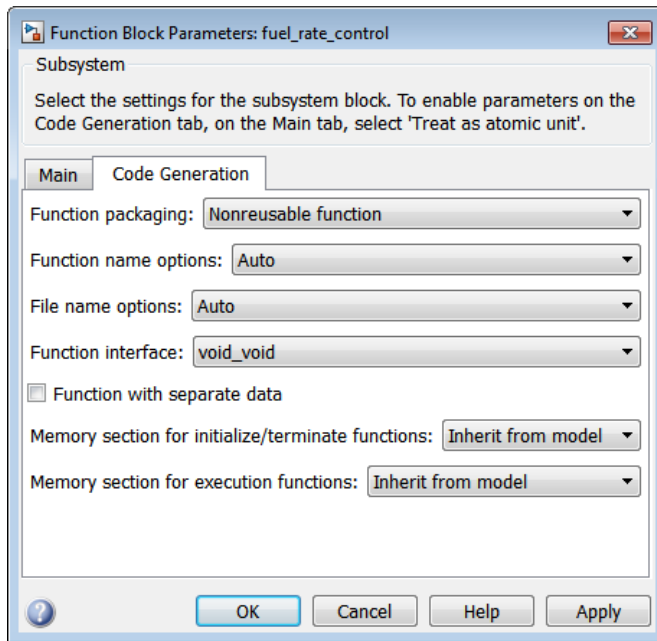 Function Block Parameters: fuel_rate_control
Subsystem
Select the settings for the subsystem block. To enable parameters on the
Code Generation tab, on the Main tab, select 'Treat as atomic unit'.
Main Code Generation
Function packaging: Nonreusable function
Function name options: Auto
File name options: Auto
Function interface: void_void
Function with separate data
Memory section for initialize/terminate functions: Inherit from model
Memory section for execution functions: Inherit from model
? OK Cancel Help Apply